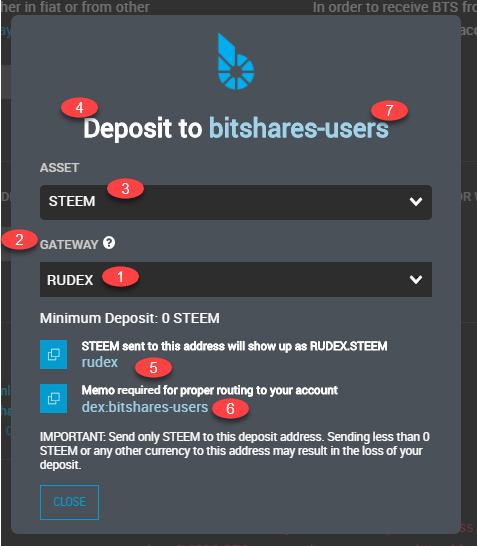 her in fiat or from other
In order to receive BTS fro
4
7
Deposit to bitshares-users
ASSET
STEEM
3
2
GATEWAY
RUDEX
1
Minimum Deposit: 0 STEEM
STEEM sent to this address will show up as RUDEX.STEEM
rudex
5
Memo required for proper routing to your account
dex:bitshares-users
6
IMPORTANT: Send only STEEM to this deposit address. Sending less than 0
STEEM or any other currency to this address may result in the loss of your
deposit.
CLOSE